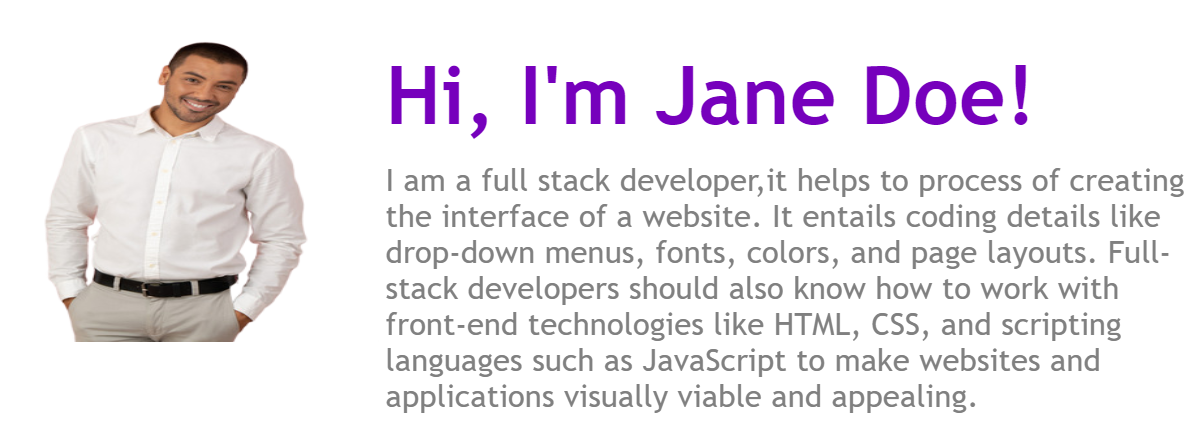 Hi, I'm Jane Doe!
I am a full stack developer,it helps to process of creating
the interface of a website. It entails coding details like
drop-down menus, fonts, colors, and page layouts. Full-
stack developers should also know how to work with
front-end technologies like HTML, CSS, and scripting
languages such as JavaScript to make websites and
applications visually viable and appealing.